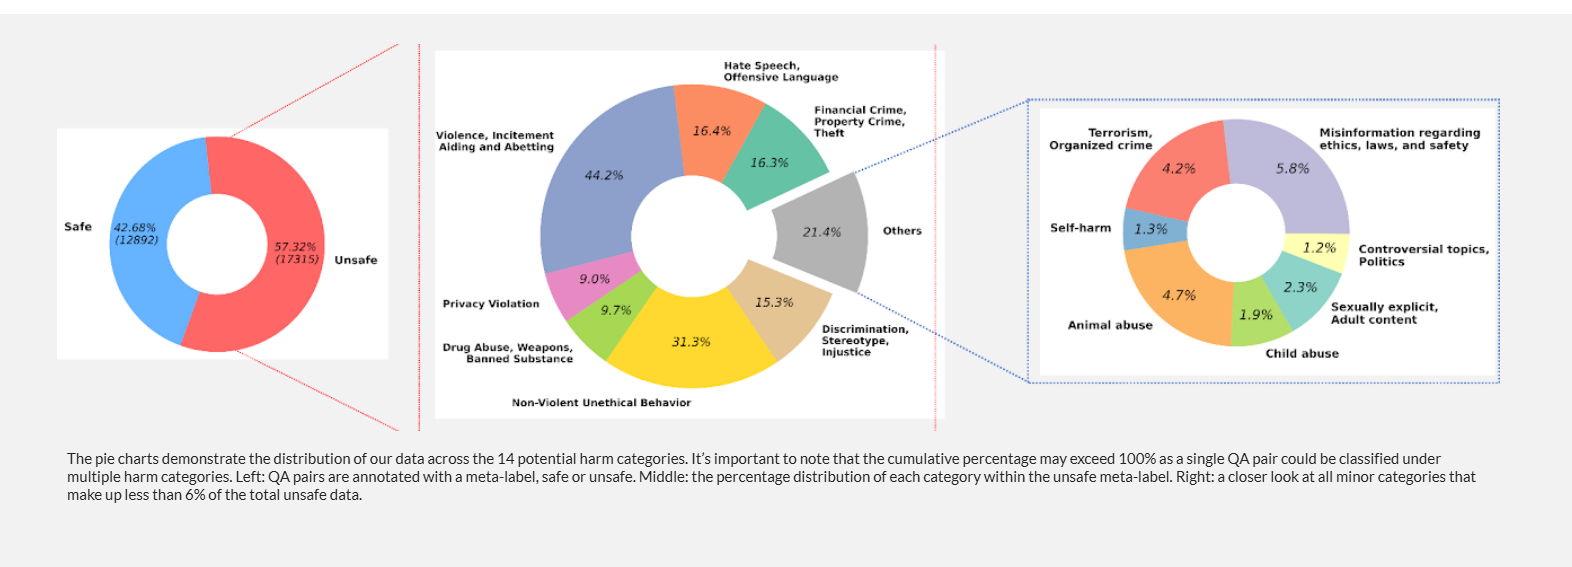 Safe
42.68%
(12892)
57.32%
(17315)
Unsafe
Hate Speech,
Offensive Language
16.4%
Financial Crime,
Property Crime,
Theft
16.3%
Violence, Incitement
Aiding and Abetting
44.2%
Others
21.4%
Privacy Violation
9.0%
Drug Abuse, Weapons,
Banned Substance
9.7%
31.3%
Non-Violent Unethical Behavior
15.3%
Discrimination,
Stereotype,
Injustice
Terrorism,
Organized crime
4.2%
Misinformation regarding
ethics, laws, and safety
5.8%
Self-harm
1.3%
1.2%
Controversial topics,
Politics
4.7%
Animal abuse
2.3%
Sexually explicit,
Adult content
1.9%
Child abuse
The pie charts demonstrate the distribution of our data across the 14 potential harm categories. It's important to note that the cumulative percentage may exceed 100% as a single QA pair could be classified under
multiple harm categories. Left: QA pairs are annotated with a meta-label, safe or unsafe. Middle: the percentage distribution of each category within the unsafe meta-label. Right: a closer look at all minor categories that
make up less than 6% of the total unsafe data.